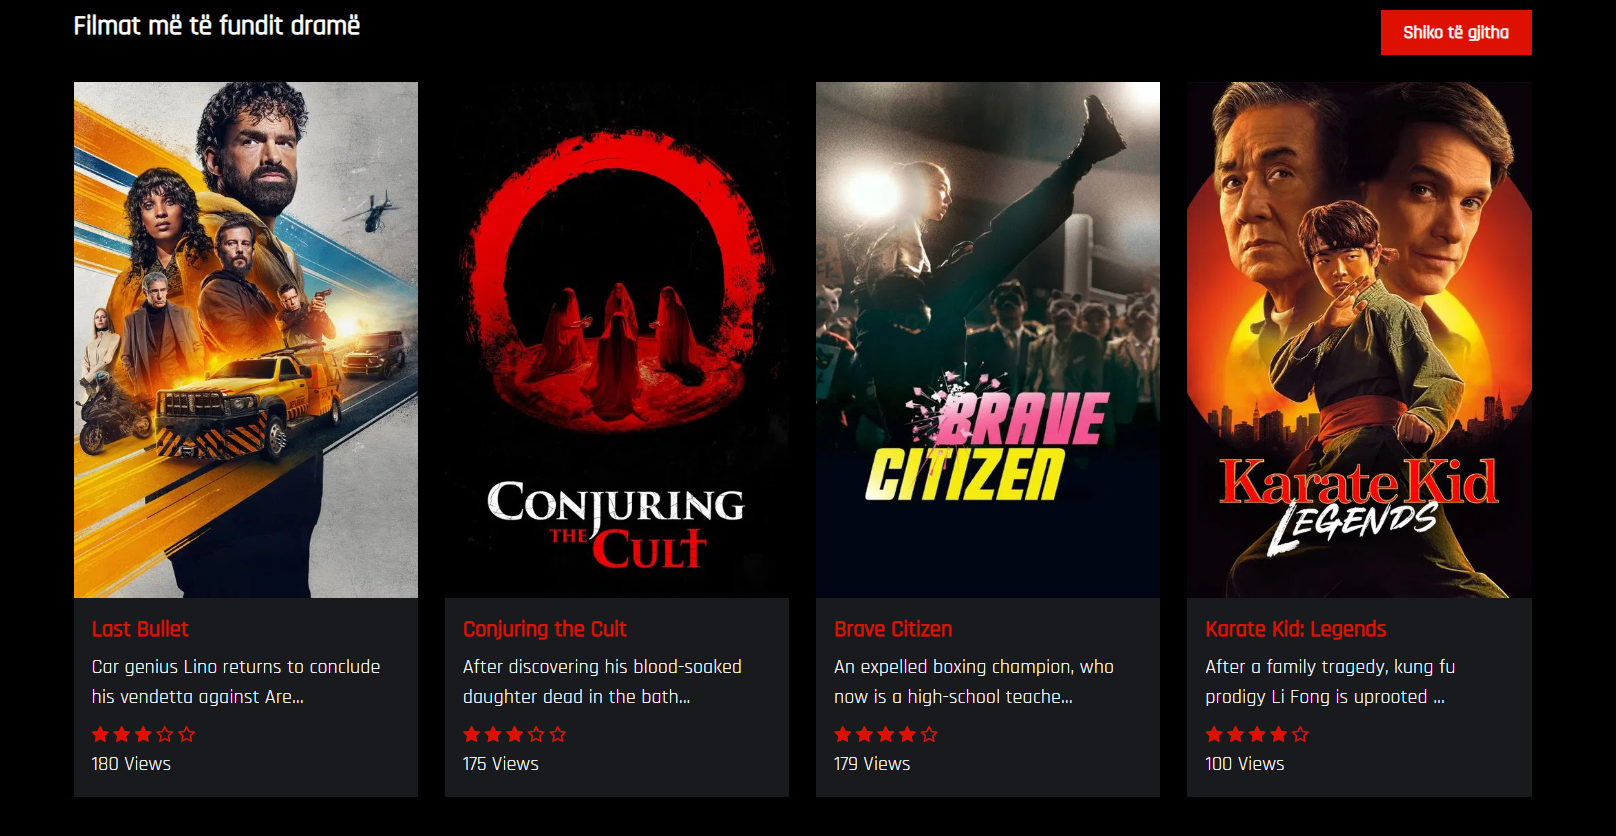 Filmat më të fundit dramë
Shiko të gjitha
CONJURING
THE CULT
BRAVE
CITIZEN
Karate Kid
LEGENDS
Last Bullet
Car genius Lino returns to conclude
his vendetta against Are...
180 Views
Conjuring the Cult
After discovering his blood-soaked
daughter dead in the bath...
175 Views
Brave Citizen
An expelled boxing champion, who
now is a high-school teache...
179 Views
Karate Kid: Legends
After a family tragedy, kung fu
prodigy Li Fong is uprooted ...
100 Views